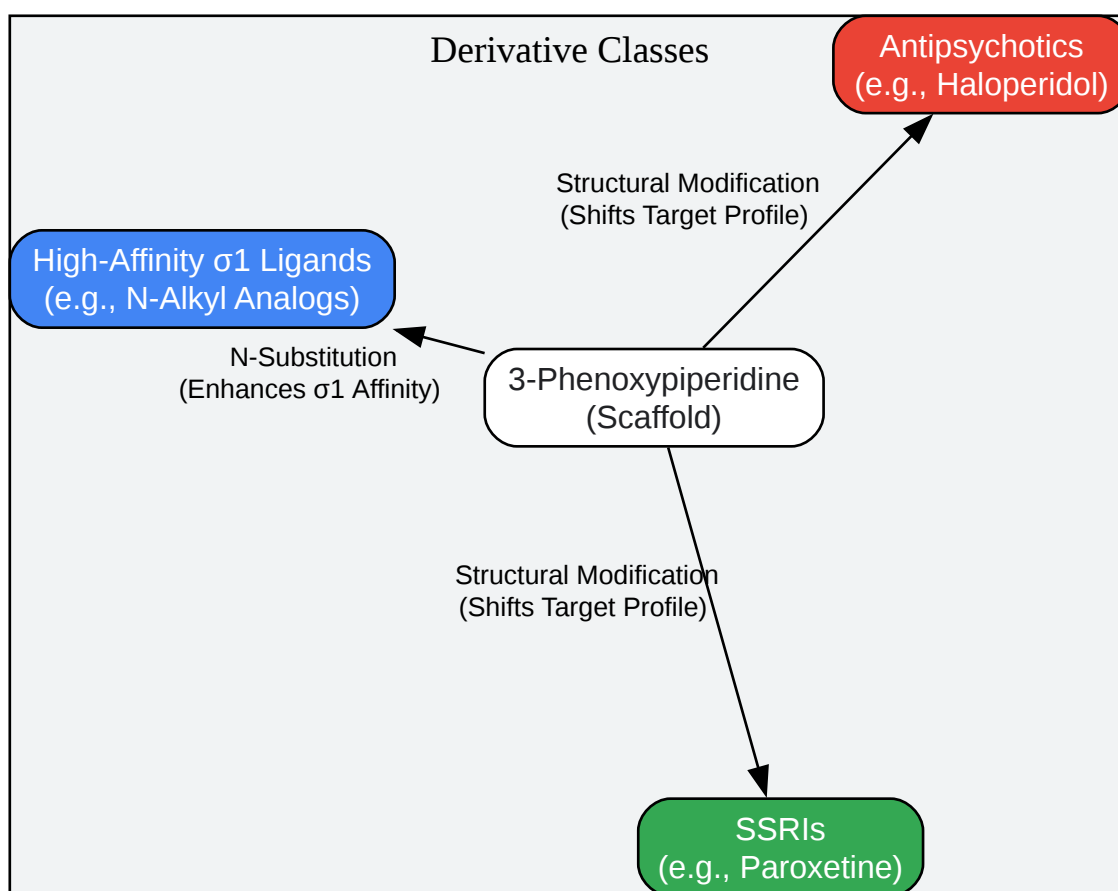 Derivative Classes
Antipsychotics
(e.g., Haloperidol)
Structural Modification
(Shifts Target Profile)
High-Affinity σ1 Ligands
(e.g., N-Alkyl Analogs)
N-Substitution
(Enhances σ1 Affinity)
3-Phenoxypiperidine
(Scaffold)
Structural Modification
(Shifts Target Profile)
SSRIs
(e.g., Paroxetine)